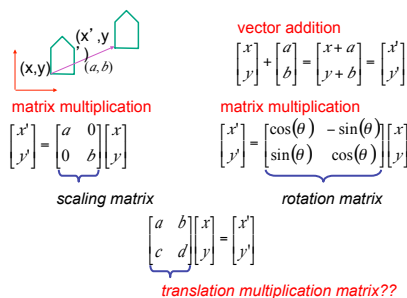 (x',y')
(x,y) (a,b)
vector addition
[x y] + [a b] = [x+a y+b] = [x' y']
matrix multiplication
[x' y'] = [a 0 0 b] [x y]
scaling matrix
matrix multiplication
[x' y'] = [cos(θ) −sin(θ) sin(θ) cos(θ)] [x y]
rotation matrix
[a b c d] [x y] = [x' y']
translation multiplication matrix??